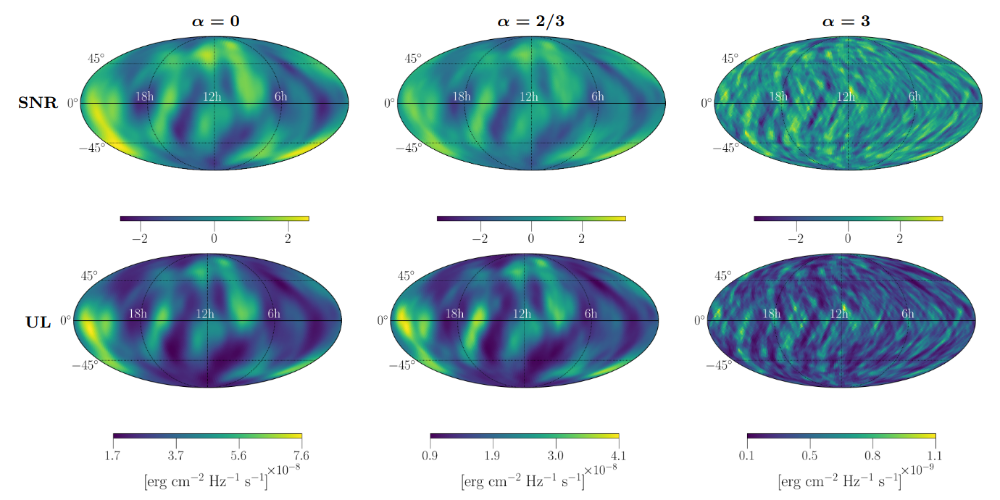 α = 0 α = 2/3 α = 3
45° 45° 45°
SNR 0° 18h 12h 6h 0° 18h 12h 6h 0° 18h 12h 6h
−45° −45° −45°
−2 0 2 −2 0 2 −2 0 2
45° 45° 45°
UL 0° 18h 12h 6h 0° 18h 12h 6h 0° 18h 12h 6h
−45° −45° −45°
1.7 3.7 5.6 7.6 0.9 1.9 3.0 4.1 0.1 0.5 0.8 1.1
×10⁻⁸ ×10⁻⁸ ×10⁻⁹
[erg cm⁻² Hz⁻¹ s⁻¹] [erg cm⁻² Hz⁻¹ s⁻¹] [erg cm⁻² Hz⁻¹ s⁻¹]